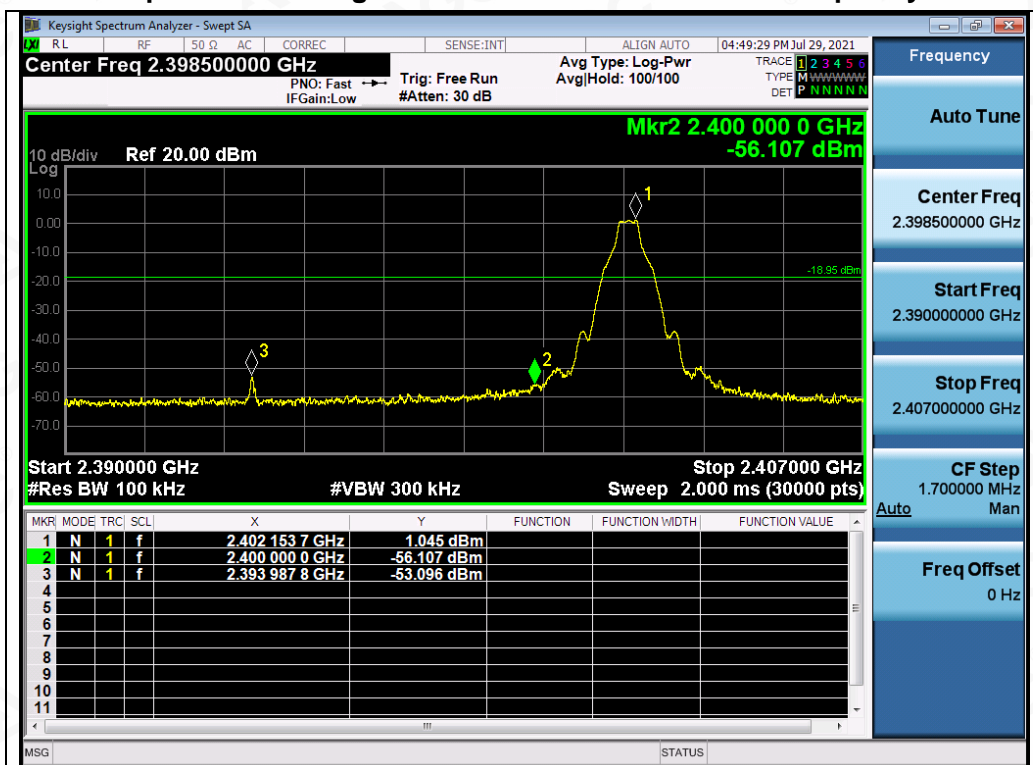 Keysight Spectrum Analyzer - Swept SA
LXI RL RF 50 Ω AC CORREC SENSE:INT ALIGN AUTO 04:49:29 PM Jul 29, 2021
Center Freq 2.398500000 GHz
PNO: Fast
IFGain:Low
Trig: Free Run
#Atten: 30 dB
Avg Type: Log-Pwr
Avg|Hold: 100/100
TRACE 1 2 3 4 5 6
TYPE M WWWWW
DET P N N N N N
Mkr2 2.400 000 0 GHz
-56.107 dBm
10 dB/div Ref 20.00 dBm
Log
10.0
0.00
-10.0
-20.0
-30.0
-40.0
-50.0
-60.0
-70.0
1
-18.95 dBm
3
2
Start 2.390000 GHz Stop 2.407000 GHz
#Res BW 100 kHz #VBW 300 kHz Sweep 2.000 ms (30000 pts)
MKR MODE TRC SCL X Y FUNCTION FUNCTION WIDTH FUNCTION VALUE
1 N 1 f 2.402 153 7 GHz 1.045 dBm
2 N 1 f 2.400 000 0 GHz -56.107 dBm
3 N 1 f 2.393 987 8 GHz -53.096 dBm
4
5
6
7
8
9
10
11
MSG STATUS
Frequency
Auto Tune
Center Freq
2.398500000 GHz
Start Freq
2.390000000 GHz
Stop Freq
2.407000000 GHz
CF Step
1.700000 MHz
Auto Man
Freq Offset
0 Hz